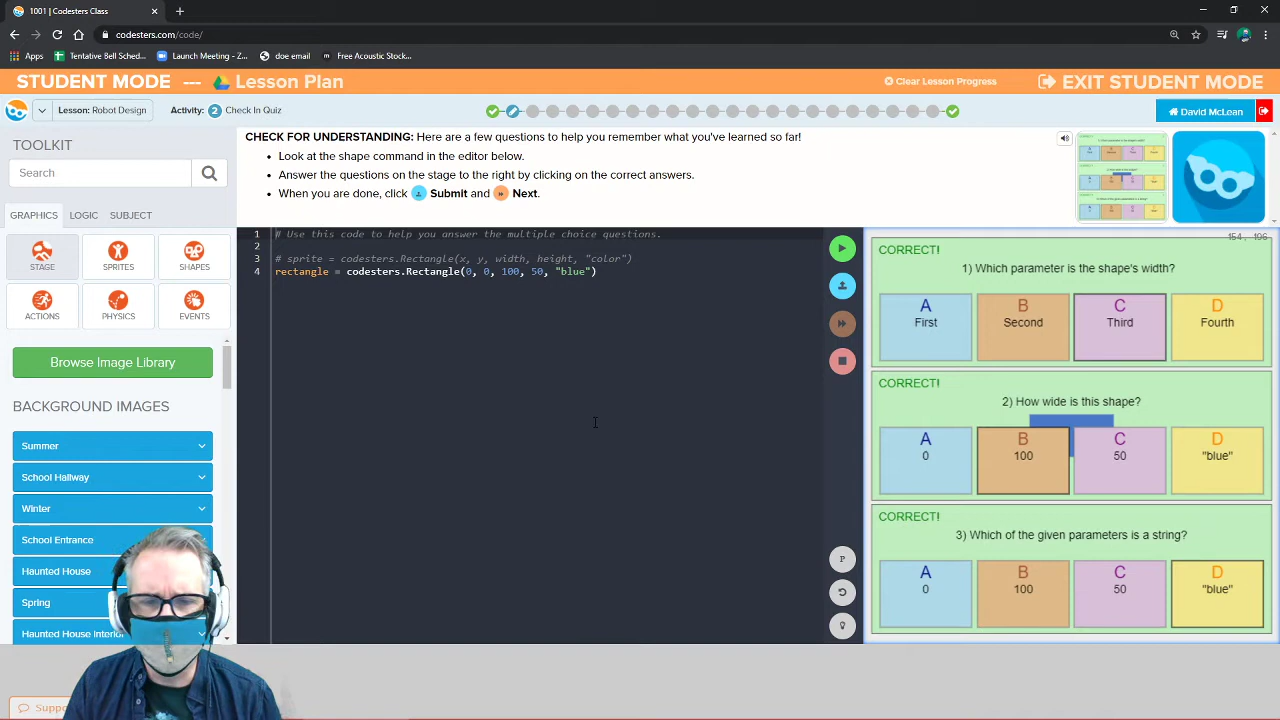 1001 | Codesters Class
codesters.com/code/
Apps Tentative Bell Sched... Launch Meeting - Z... doe email Free Acoustic Stock...
STUDENT MODE --- Lesson Plan Clear Lesson Progress EXIT STUDENT MODE
Lesson: Robot Design Activity: 2 Check In Quiz David McLean
TOOLKIT
Search
GRAPHICS LOGIC SUBJECT
STAGE SPRITES SHAPES
ACTIONS PHYSICS EVENTS
Browse Image Library
BACKGROUND IMAGES
Summer
School Hallway
Winter
School Entrance
Haunted House
Spring
Haunted House Interior
Suppo
CHECK FOR UNDERSTANDING: Here are a few questions to help you remember what you've learned so far!
Look at the shape command in the editor below.
Answer the questions on the stage to the right by clicking on the correct answers.
When you are done, click Submit and Next.
1 # Use this code to help you answer the multiple choice questions.
2
3 # sprite = codesters.Rectangle(x, y, width, height, "color")
4 rectangle = codesters.Rectangle(0, 0, 100, 50, "blue")
P
154, 196
CORRECT!
1) Which parameter is the shape's width?
A B C D
First Second Third Fourth
CORRECT!
2) How wide is this shape?
A B C D
0 100 50 "blue"
CORRECT!
3) Which of the given parameters is a string?
A B C D
0 100 50 "blue"